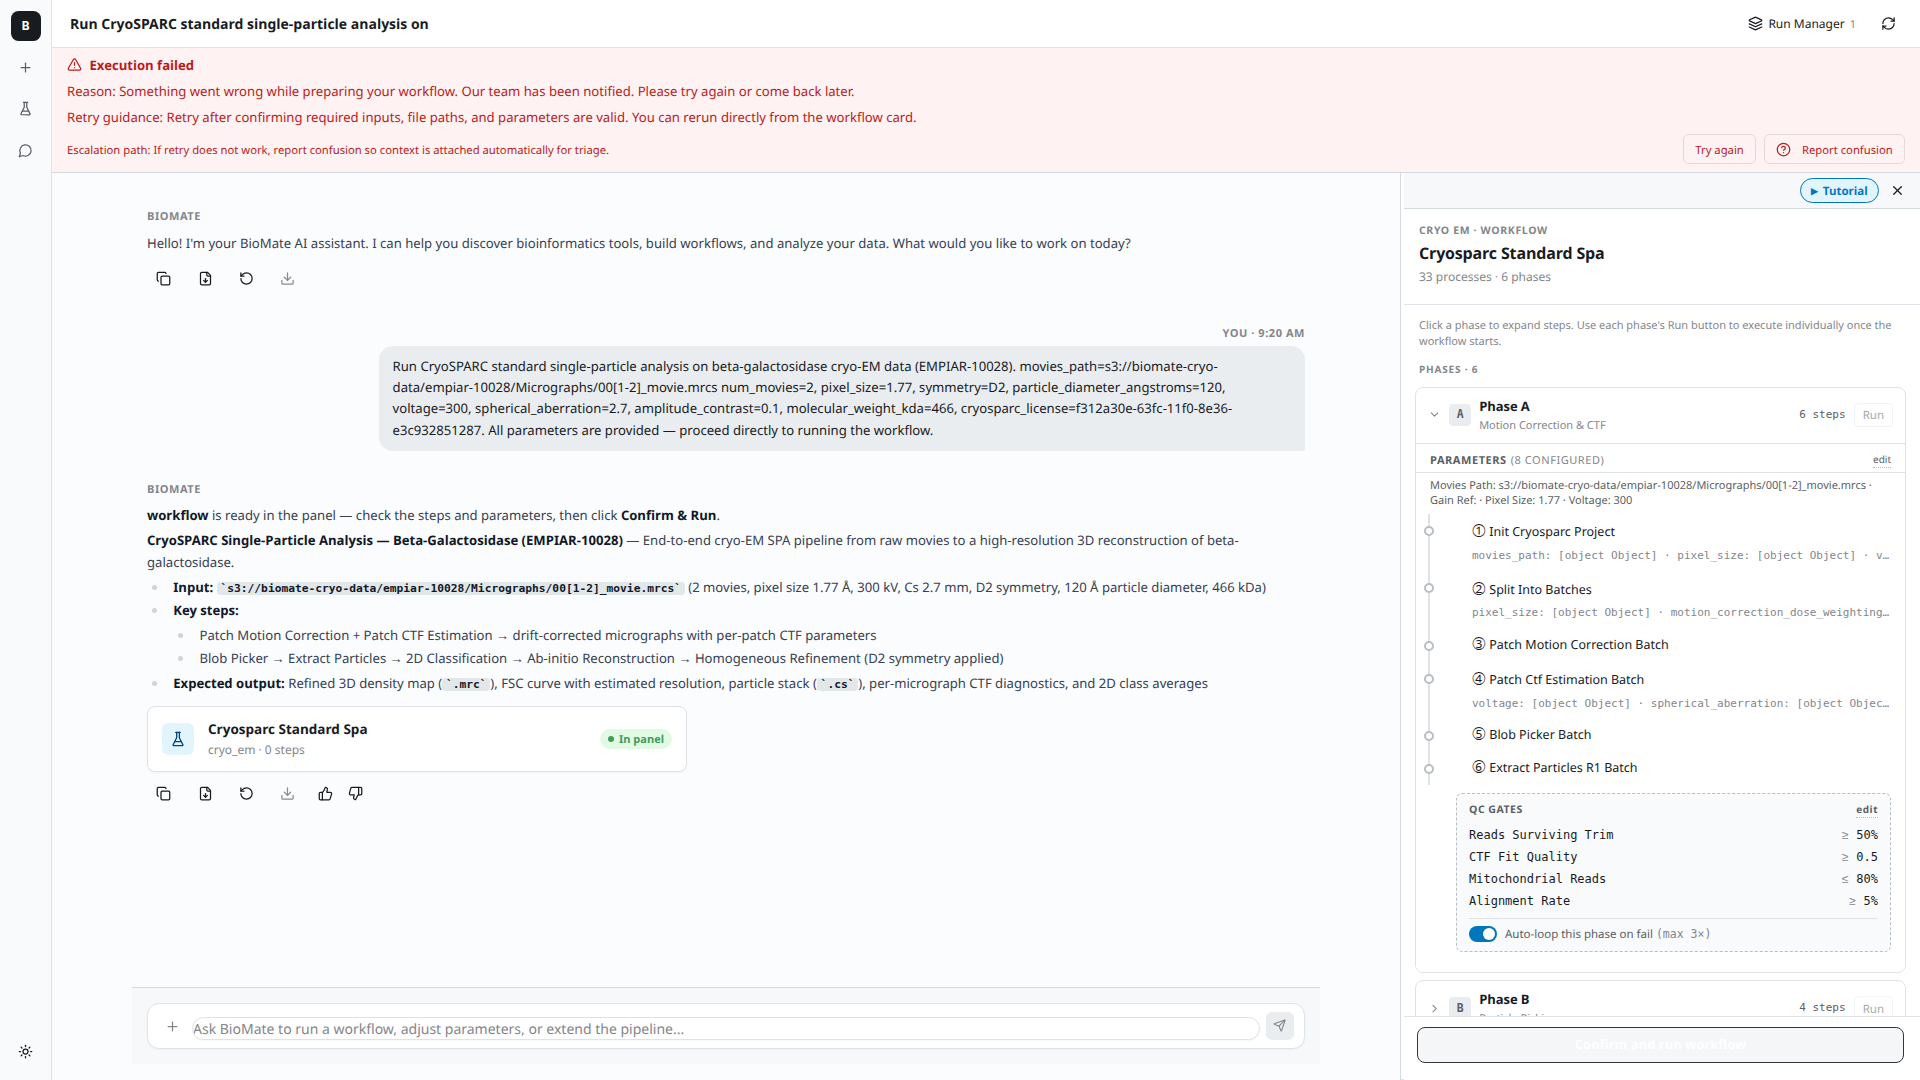 B
Run CryoSPARC standard single-particle analysis on
Run Manager 1
Execution failed
Reason: Something went wrong while preparing your workflow. Our team has been notified. Please try again or come back later.
Retry guidance: Retry after confirming required inputs, file paths, and parameters are valid. You can rerun directly from the workflow card.
Escalation path: If retry does not work, report confusion so context is attached automatically for triage.
Try again
Report confusion
BIOMATE
Hello! I'm your BioMate AI assistant. I can help you discover bioinformatics tools, build workflows, and analyze your data. What would you like to work on today?
YOU · 9:20 AM
Run CryoSPARC standard single-particle analysis on beta-galactosidase cryo-EM data (EMPIAR-10028). movies_path=s3://biomate-cryo-
data/empiar-10028/Micrographs/00[1-2]_movie.mrcs num_movies=2, pixel_size=1.77, symmetry=D2, particle_diameter_angstroms=120,
voltage=300, spherical_aberration=2.7, amplitude_contrast=0.1, molecular_weight_kda=466, cryosparc_license=f312a30e-63fc-11f0-8e36-
e3c932851287. All parameters are provided — proceed directly to running the workflow.
BIOMATE
workflow is ready in the panel — check the steps and parameters, then click Confirm & Run.
CryoSPARC Single-Particle Analysis — Beta-Galactosidase (EMPIAR-10028) — End-to-end cryo-EM SPA pipeline from raw movies to a high-resolution 3D reconstruction of beta-
galactosidase.
Input: `s3://biomate-cryo-data/empiar-10028/Micrographs/00[1-2]_movie.mrcs` (2 movies, pixel size 1.77 Å, 300 kV, Cs 2.7 mm, D2 symmetry, 120 Å particle diameter, 466 kDa)
Key steps:
Patch Motion Correction + Patch CTF Estimation → drift-corrected micrographs with per-patch CTF parameters
Blob Picker → Extract Particles → 2D Classification → Ab-initio Reconstruction → Homogeneous Refinement (D2 symmetry applied)
Expected output: Refined 3D density map (`.mrc`), FSC curve with estimated resolution, particle stack (`.cs`), per-micrograph CTF diagnostics, and 2D class averages
Cryosparc Standard Spa
cryo_em · 0 steps
In panel
Ask BioMate to run a workflow, adjust parameters, or extend the pipeline...
▶ Tutorial
CRYO EM · WORKFLOW
Cryosparc Standard Spa
33 processes · 6 phases
Click a phase to expand steps. Use each phase's Run button to execute individually once the
workflow starts.
PHASES · 6
A
Phase A
Motion Correction & CTF
6 steps
Run
PARAMETERS (8 CONFIGURED)
edit
Movies Path: s3://biomate-cryo-data/empiar-10028/Micrographs/00[1-2]_movie.mrcs ·
Gain Ref: · Pixel Size: 1.77 · Voltage: 300
① Init Cryosparc Project
movies_path: [object Object] · pixel_size: [object Object] · v…
② Split Into Batches
pixel_size: [object Object] · motion_correction_dose_weighting…
③ Patch Motion Correction Batch
④ Patch Ctf Estimation Batch
voltage: [object Object] · spherical_aberration: [object Objec…
⑤ Blob Picker Batch
⑥ Extract Particles R1 Batch
QC GATES
edit
Reads Surviving Trim ≥ 50%
CTF Fit Quality ≥ 0.5
Mitochondrial Reads ≤ 80%
Alignment Rate ≥ 5%
Auto-loop this phase on fail (max 3×)
B
Phase B
4 steps
Run
Confirm and run workflow